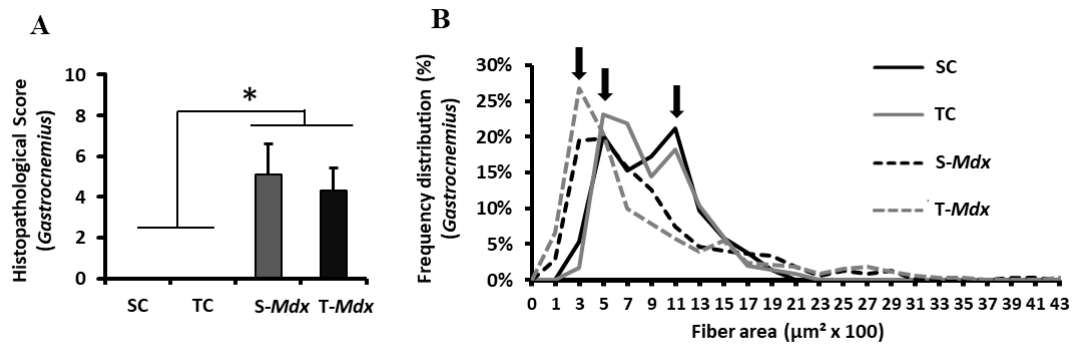 A
Histopathological Score
(Gastrocnemius)
10
8
6
4
2
0
*
SC TC S-Mdx T-Mdx
B
Frequency distribution (%)
(Gastrocnemius)
30%
25%
20%
15%
10%
5%
0%
0 1 3 5 7 9 11 13 15 17 19 21 23 25 27 29 31 33 35 37 39 41 43
Fiber area (µm² x 100)
SC
TC
S-Mdx
T-Mdx